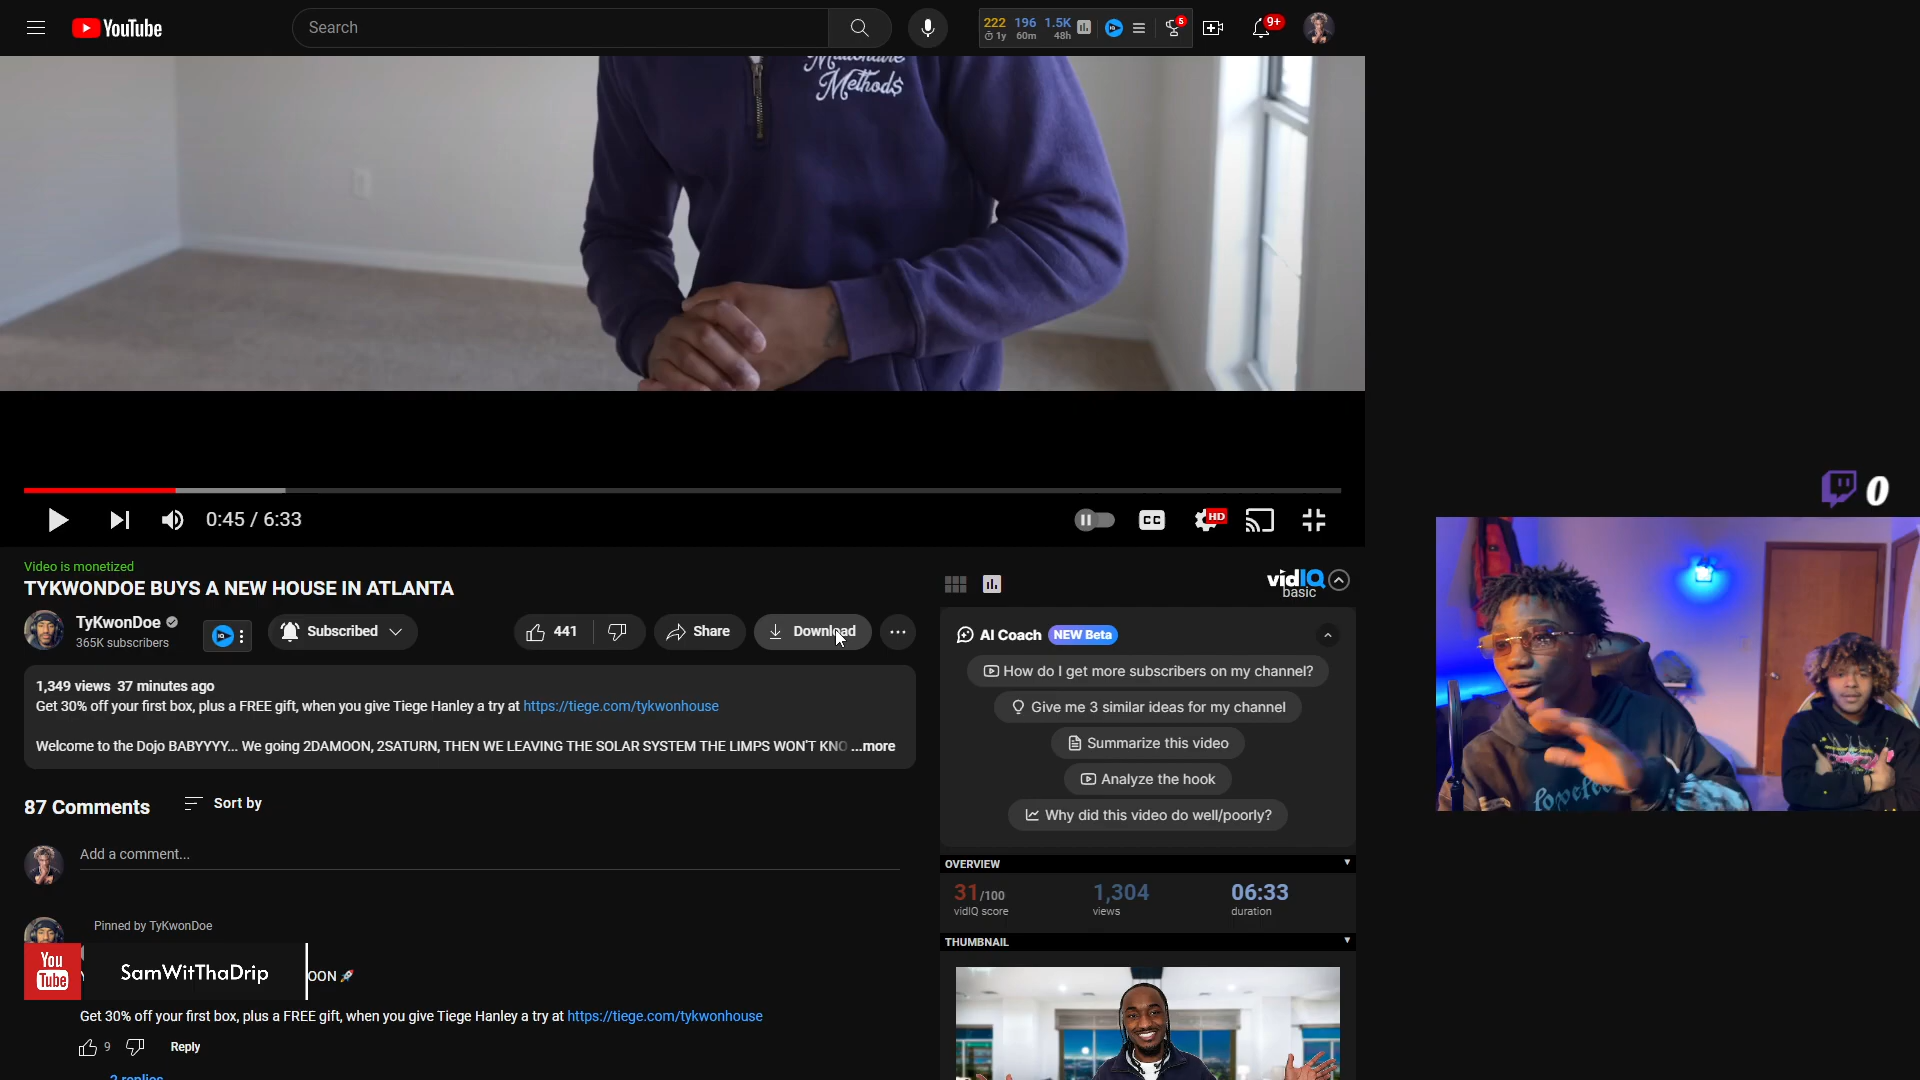 YouTube
Search
222 196 1.5K
1y 60m 48h
5
9+
Millionaire
Method$
0:45 / 6:33
CC
HD
0
Video is monetized
TYKWONDOE BUYS A NEW HOUSE IN ATLANTA
TyKwonDoe
365K subscribers
IQ
Subscribed
441
Share
Download
1,349 views 37 minutes ago
Get 30% off your first box, plus a FREE gift, when you give Tiege Hanley a try at https://tiege.com/tykwonhouse
Welcome to the Dojo BABYYYY... We going 2DAMOON, 2SATURN, THEN WE LEAVING THE SOLAR SYSTEM THE LIMPS WON'T KNO ...more
87 Comments
Sort by
Add a comment...
Pinned by TyKwonDoe
You
Tube
SamWitThaDrip
OON 🚀
Get 30% off your first box, plus a FREE gift, when you give Tiege Hanley a try at https://tiege.com/tykwonhouse
9
Reply
2 replies
vidIQ
basic
AI Coach NEW Beta
How do I get more subscribers on my channel?
Give me 3 similar ideas for my channel
Summarize this video
Analyze the hook
Why did this video do well/poorly?
OVERVIEW
31/100 1,304 06:33
vidIQ score views duration
THUMBNAIL